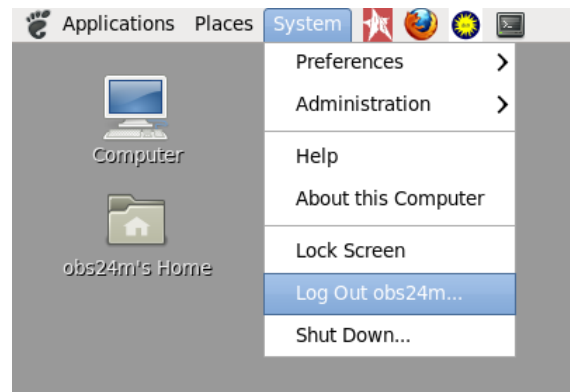 Applications Places System
Preferences
Administration
Computer
Help
About this Computer
Lock Screen
obs24m's Home
Log Out obs24m...
Shut Down...